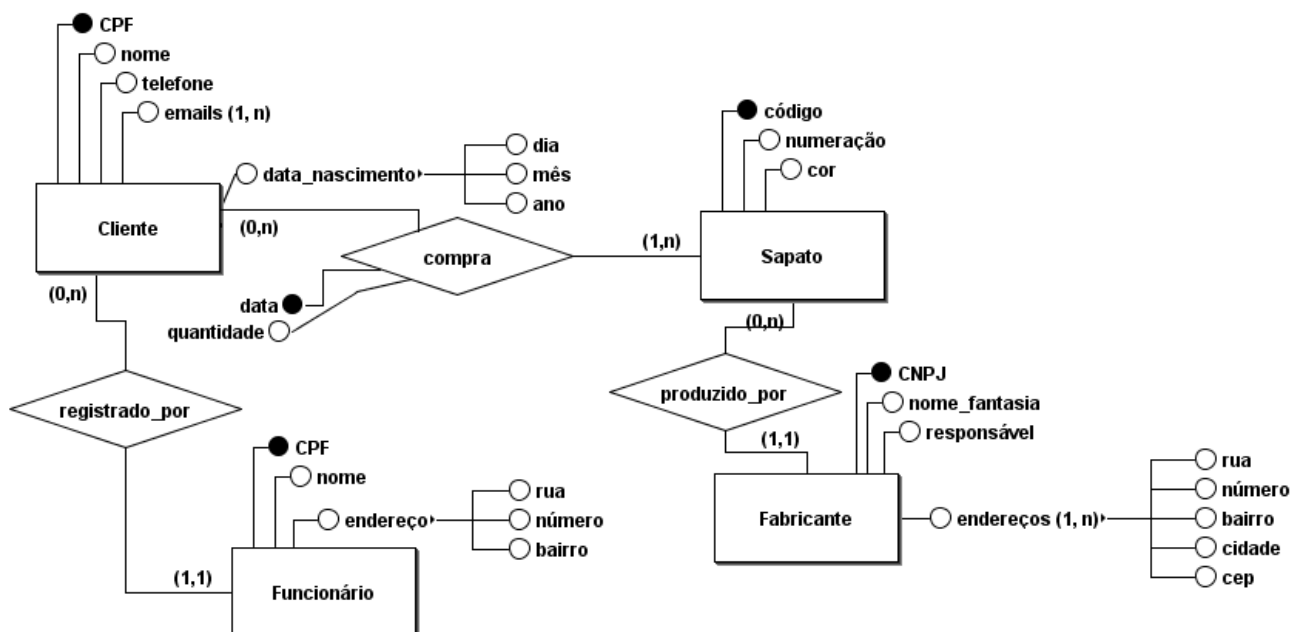 CPF
nome
telefone
emails (1, n)
data_nascimento
dia
mês
ano
Cliente
(0,n)
compra
data
quantidade
(1,n)
código
numeração
cor
Sapato
(0,n)
registrado_por
(0,n)
produzido_por
(1,1)
CNPJ
nome_fantasia
responsável
Fabricante
endereços (1, n)
rua
número
bairro
cidade
cep
CPF
nome
endereço
rua
número
bairro
(1,1)
Funcionário